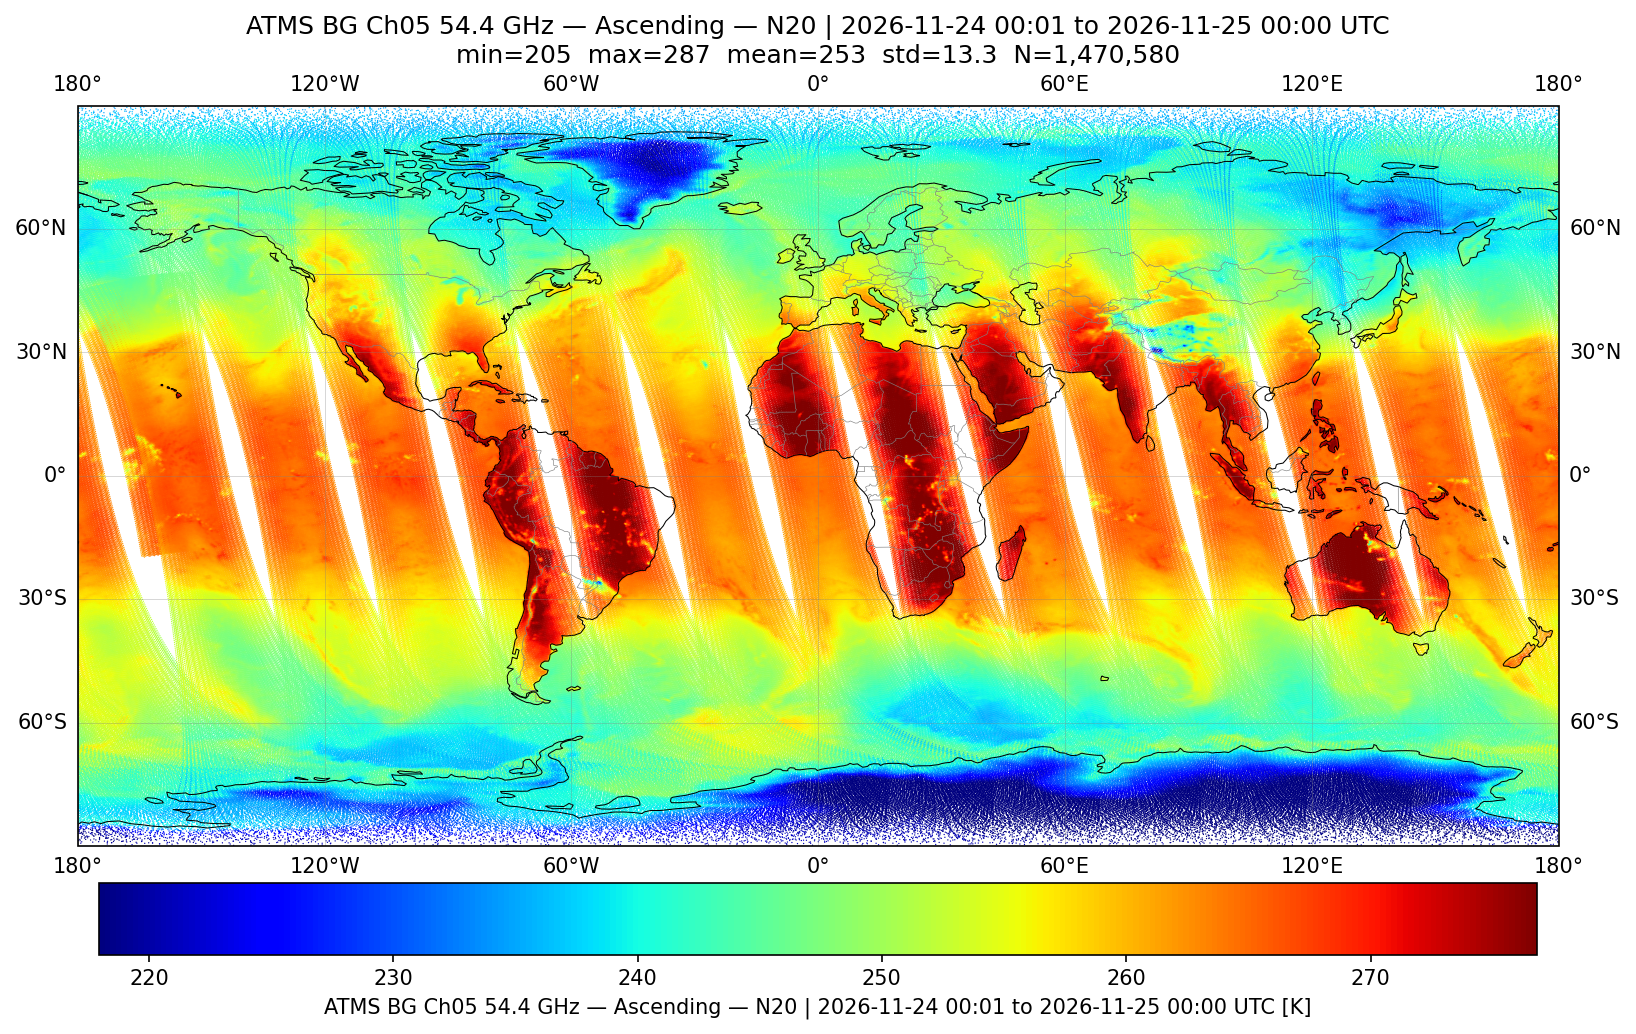 ATMS BG Ch05 54.4 GHz — Ascending — N20 | 2026-11-24 00:01 to 2026-11-25 00:00 UTC
min=205 max=287 mean=253 std=13.3 N=1,470,580
180° 120°W 60°W 0° 60°E 120°E 180°
60°N 60°N
30°N 30°N
0° 0°
30°S 30°S
60°S 60°S
180° 120°W 60°W 0° 60°E 120°E 180°
220 230 240 250 260 270
ATMS BG Ch05 54.4 GHz — Ascending — N20 | 2026-11-24 00:01 to 2026-11-25 00:00 UTC [K]